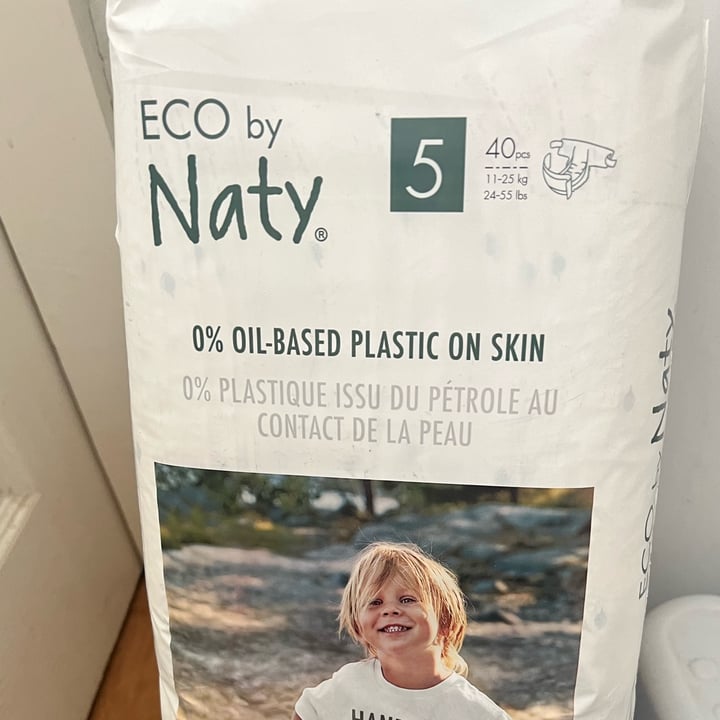 ECO by
Naty®
5
40pcs
11-25 kg
24-55 lbs
0% OIL-BASED PLASTIC ON SKIN
0% PLASTIQUE ISSU DU PÉTROLE AU
CONTACT DE LA PEAU
ECO by Naty